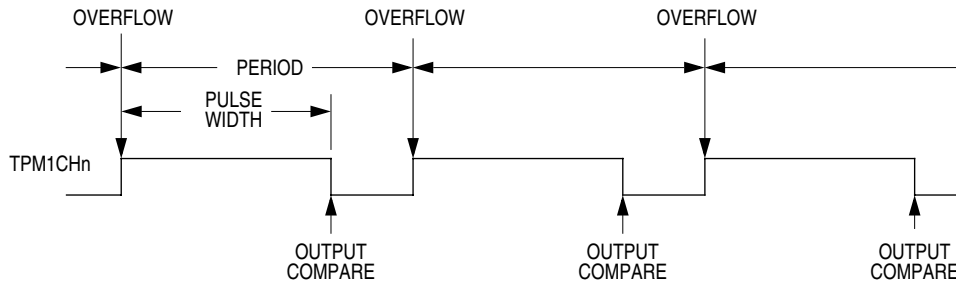 OVERFLOW
OVERFLOW
OVERFLOW
PERIOD
PULSE
WIDTH
TPM1CHn
OUTPUT
COMPARE
OUTPUT
COMPARE
OUTPUT
COMPARE